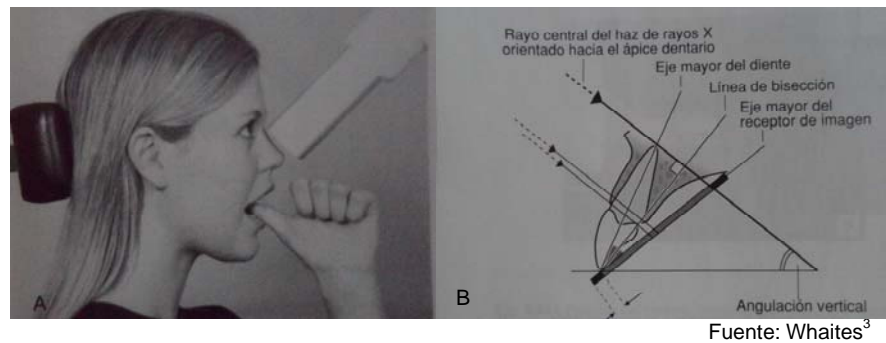 Rayo central del haz de rayos X
orientado hacia el ápice dentario
Eje mayor del diente
Línea de bisección
Eje mayor del
receptor de imagen
Angulación vertical
A
B
Fuente: Whaites3